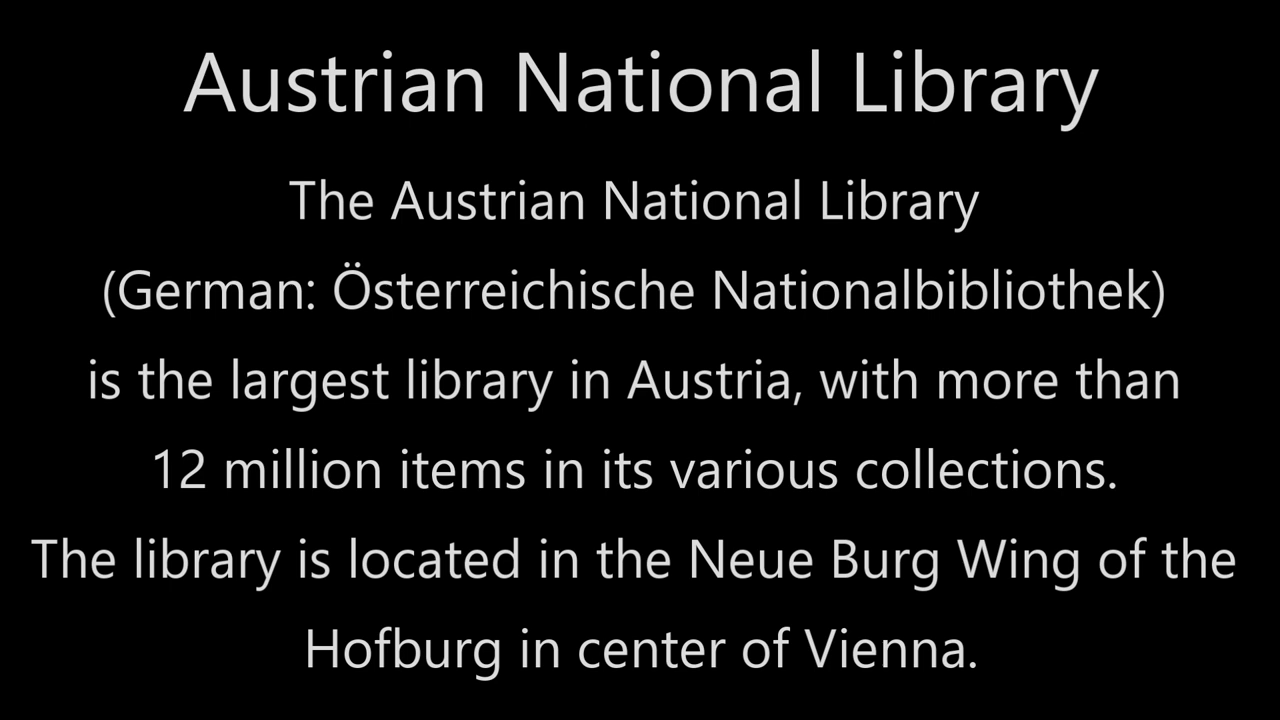 Austrian National Library
The Austrian National Library
(German: Österreichische Nationalbibliothek)
is the largest library in Austria, with more than
12 million items in its various collections.
The library is located in the Neue Burg Wing of the
Hofburg in center of Vienna.